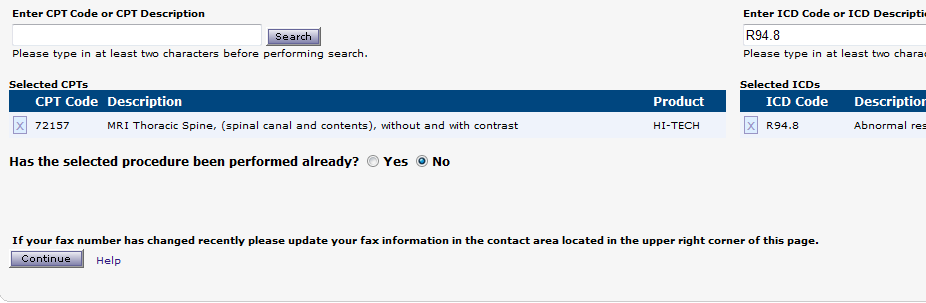 Enter CPT Code or CPT Description
Search
Please type in at least two characters before performing search.
Enter ICD Code or ICD Descripti
R94.8
Please type in at least two chara
Selected CPTs
CPT Code Description Product
X 72157 MRI Thoracic Spine, (spinal canal and contents), without and with contrast HI-TECH
Selected ICDs
ICD Code Description
X R94.8 Abnormal res
Has the selected procedure been performed already? Yes No
If your fax number has changed recently please update your fax information in the contact area located in the upper right corner of this page.
Continue Help